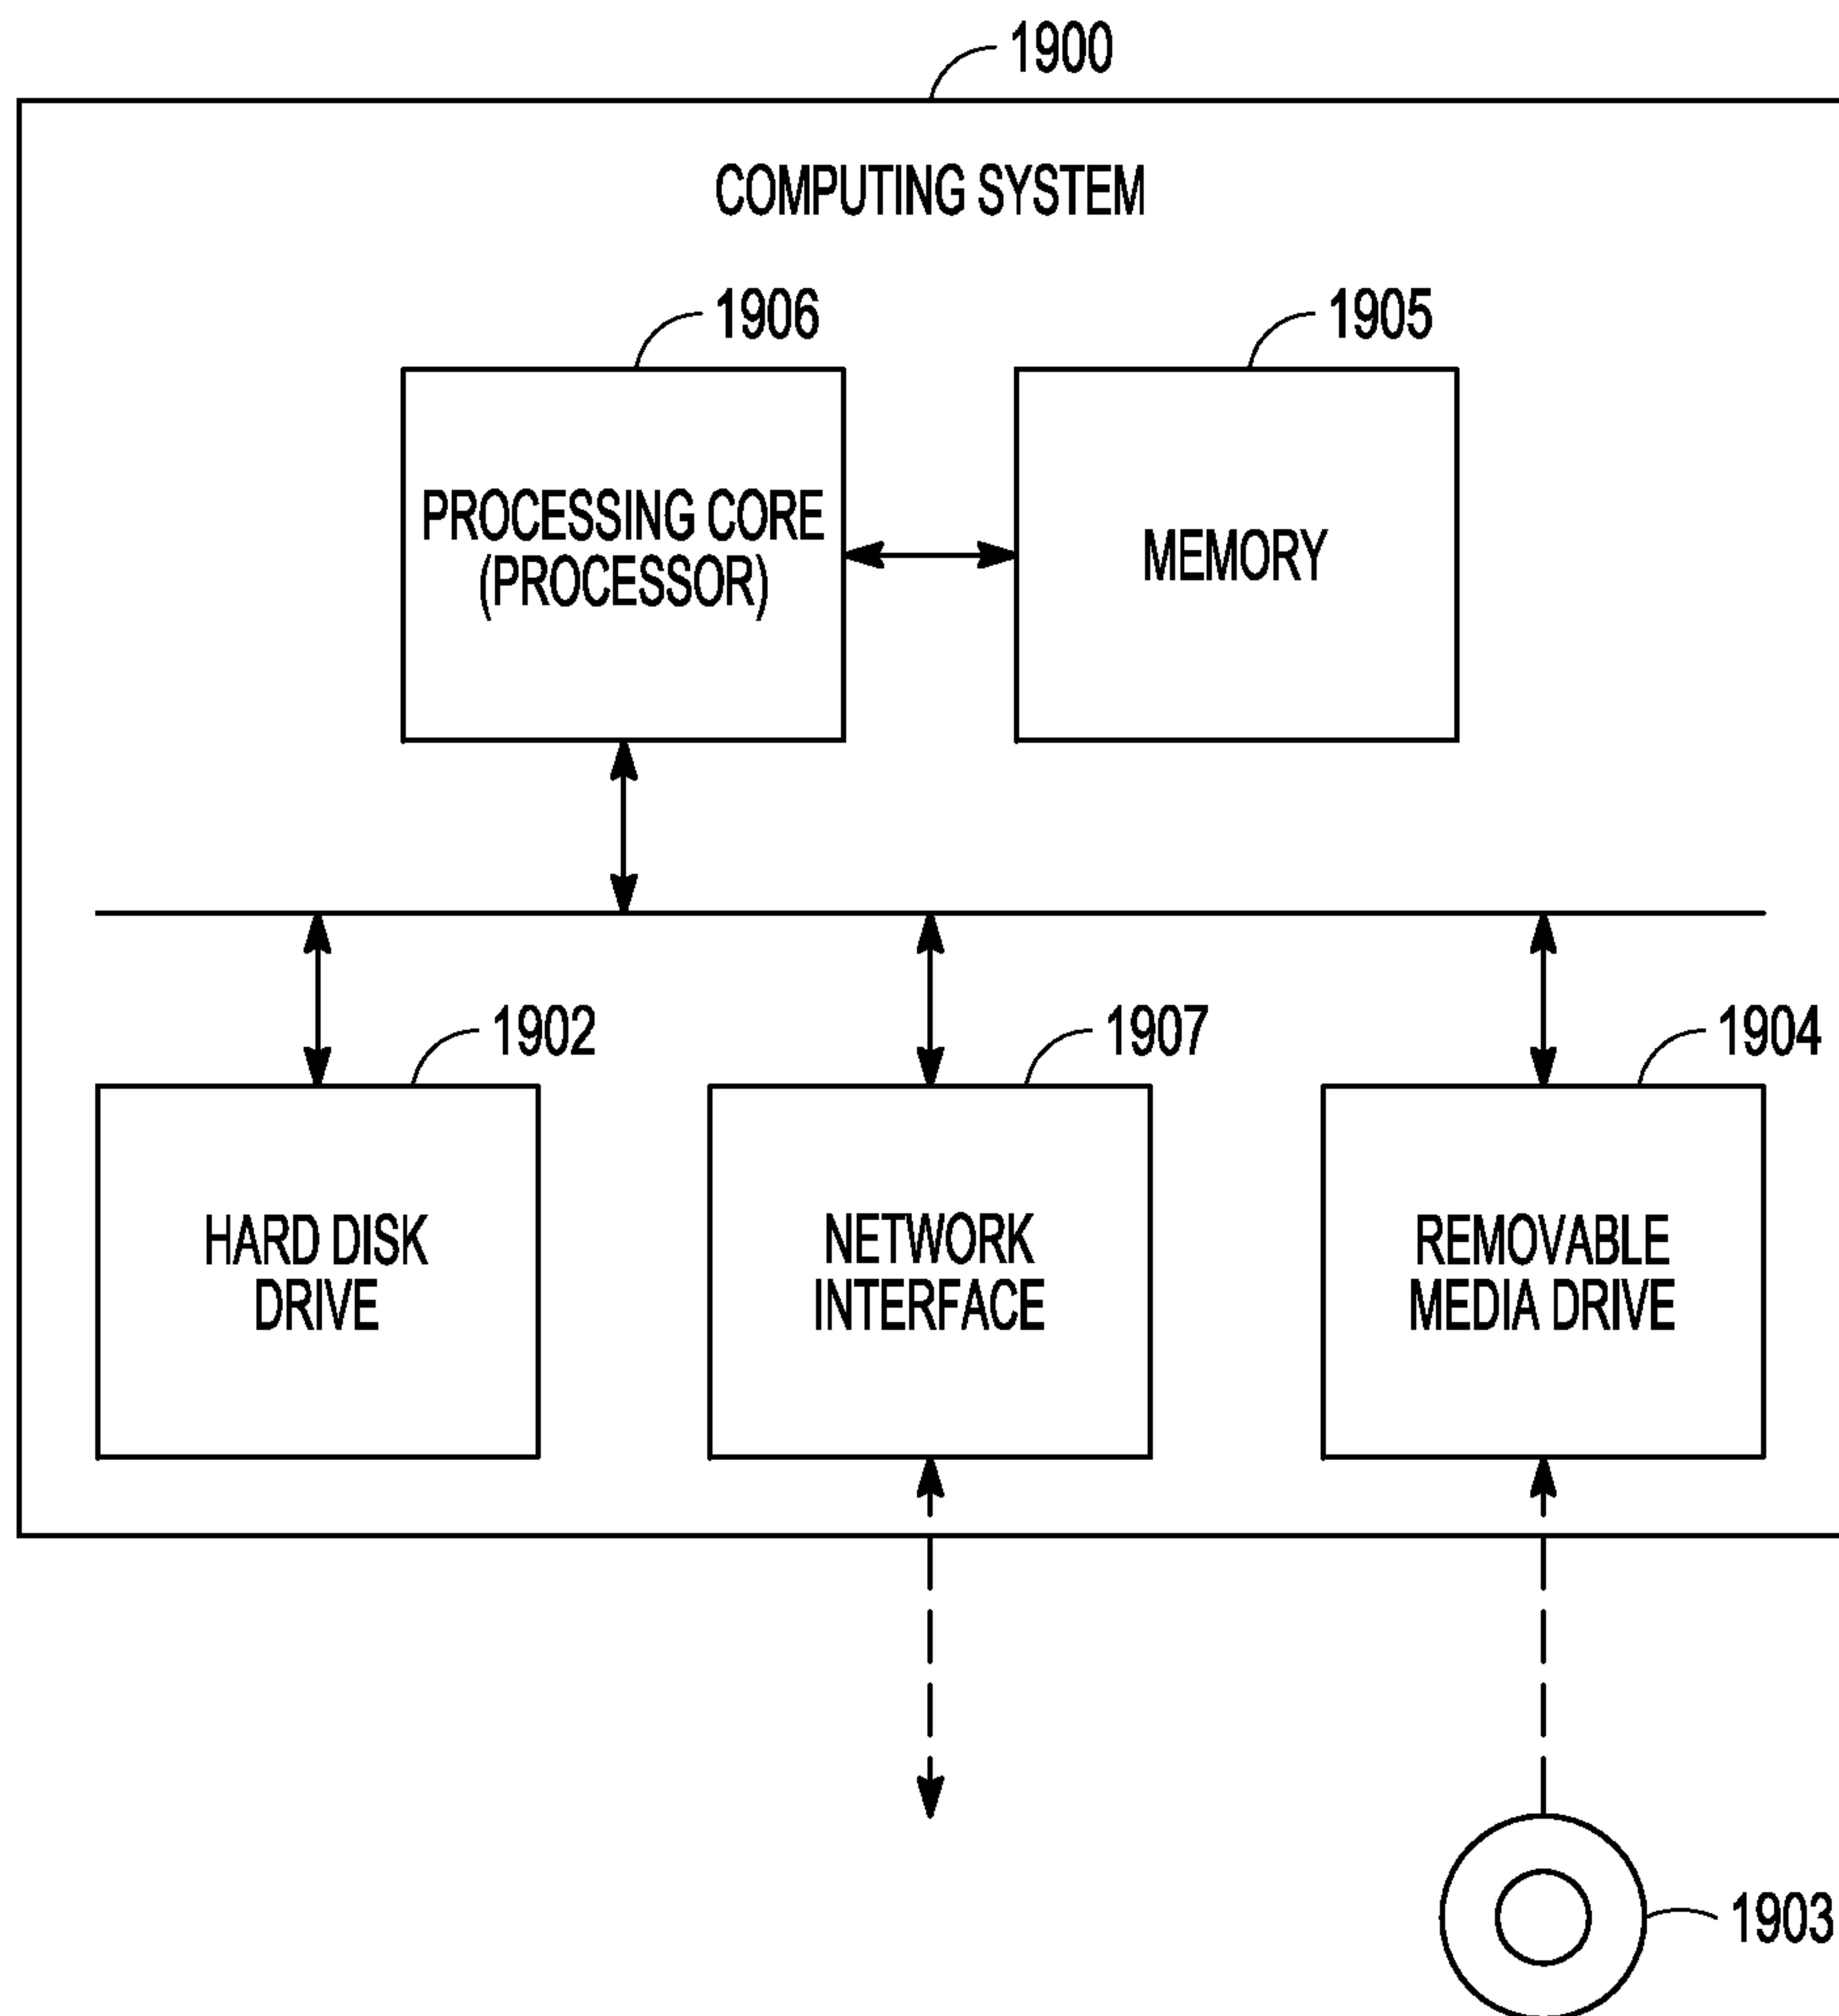 1900
COMPUTING SYSTEM
1906
1905
PROCESSING CORE
(PROCESSOR)
MEMORY
1902
1907
1904
HARD DISK
DRIVE
NETWORK
INTERFACE
REMOVABLE
MEDIA DRIVE
1903